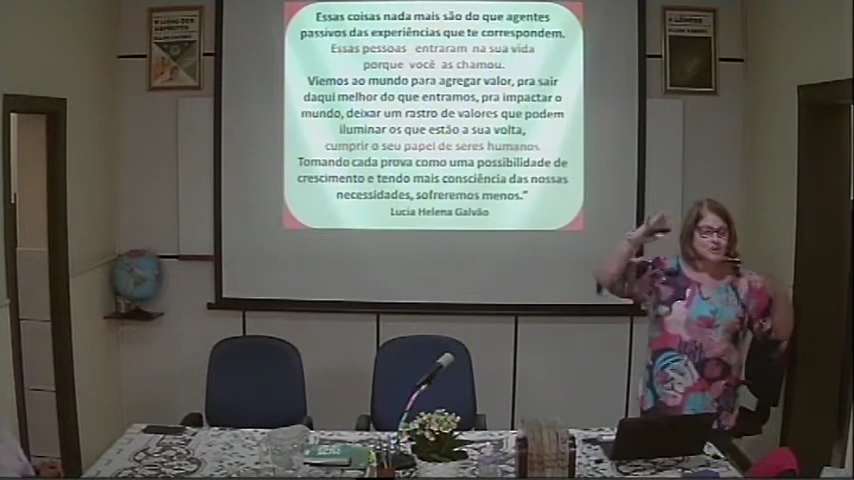 Essas coisas nada mais são do que agentes
passivos das experiências que te correspondem.
Essas pessoas entraram na sua vida
porque você as chamou.
Viemos ao mundo para agregar valor, pra sair
daqui melhor do que entramos, pra impactar o
mundo, deixar um rastro de valores que podem
iluminar os que estão a sua volta,
cumprir o seu papel de seres humanos.
Tomando cada prova como uma possibilidade de
crescimento e tendo mais consciência das nossas
necessidades, sofreremos menos."
Lucia Helena Galvão
O LIVRO DOS
ESPÍRITOS